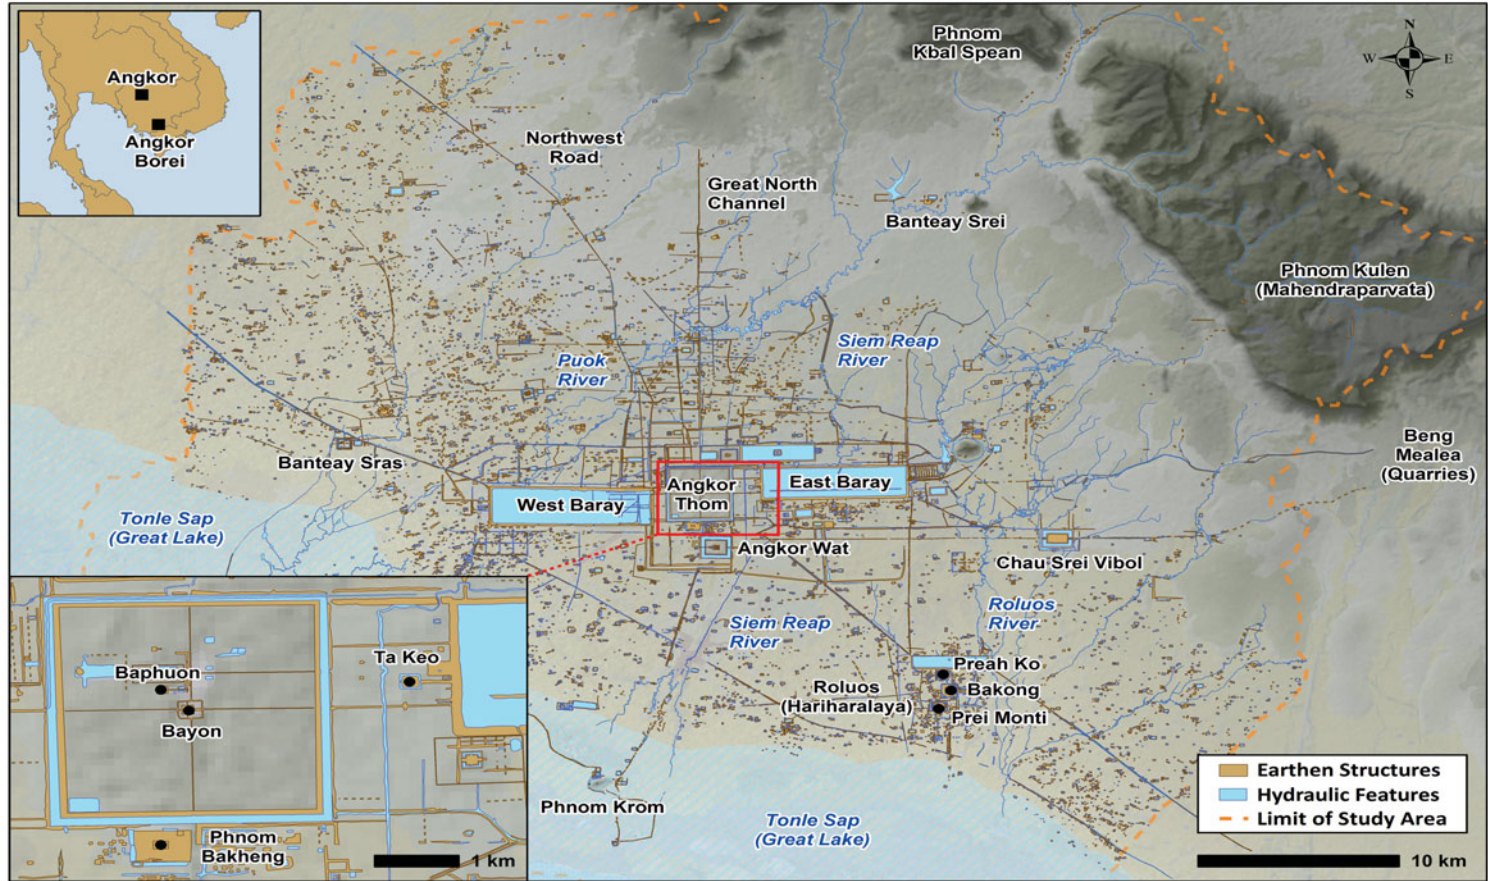 Angkor
Angkor
Borei
Phnom
Kbal Spean
N
W
E
S
Northwest
Road
Great North
Channel
Banteay Srei
Phnom Kulen
(Mahendraparvata)
Siem Reap
River
Puok
River
Banteay Sras
Beng
Mealea
(Quarries)
West Baray
Angkor
Thom
East Baray
Tonle Sap
(Great Lake)
Angkor Wat
Chau Srei Vibol
Siem Reap
River
Roluos
River
Preah Ko
Roluos
(Hariharalaya)
Bakong
Prei Monti
Phnom Krom
Tonle Sap
(Great Lake)
Baphuon
Ta Keo
Bayon
Phnom
Bakheng
1 km
Earthen Structures
Hydraulic Features
Limit of Study Area
10 km